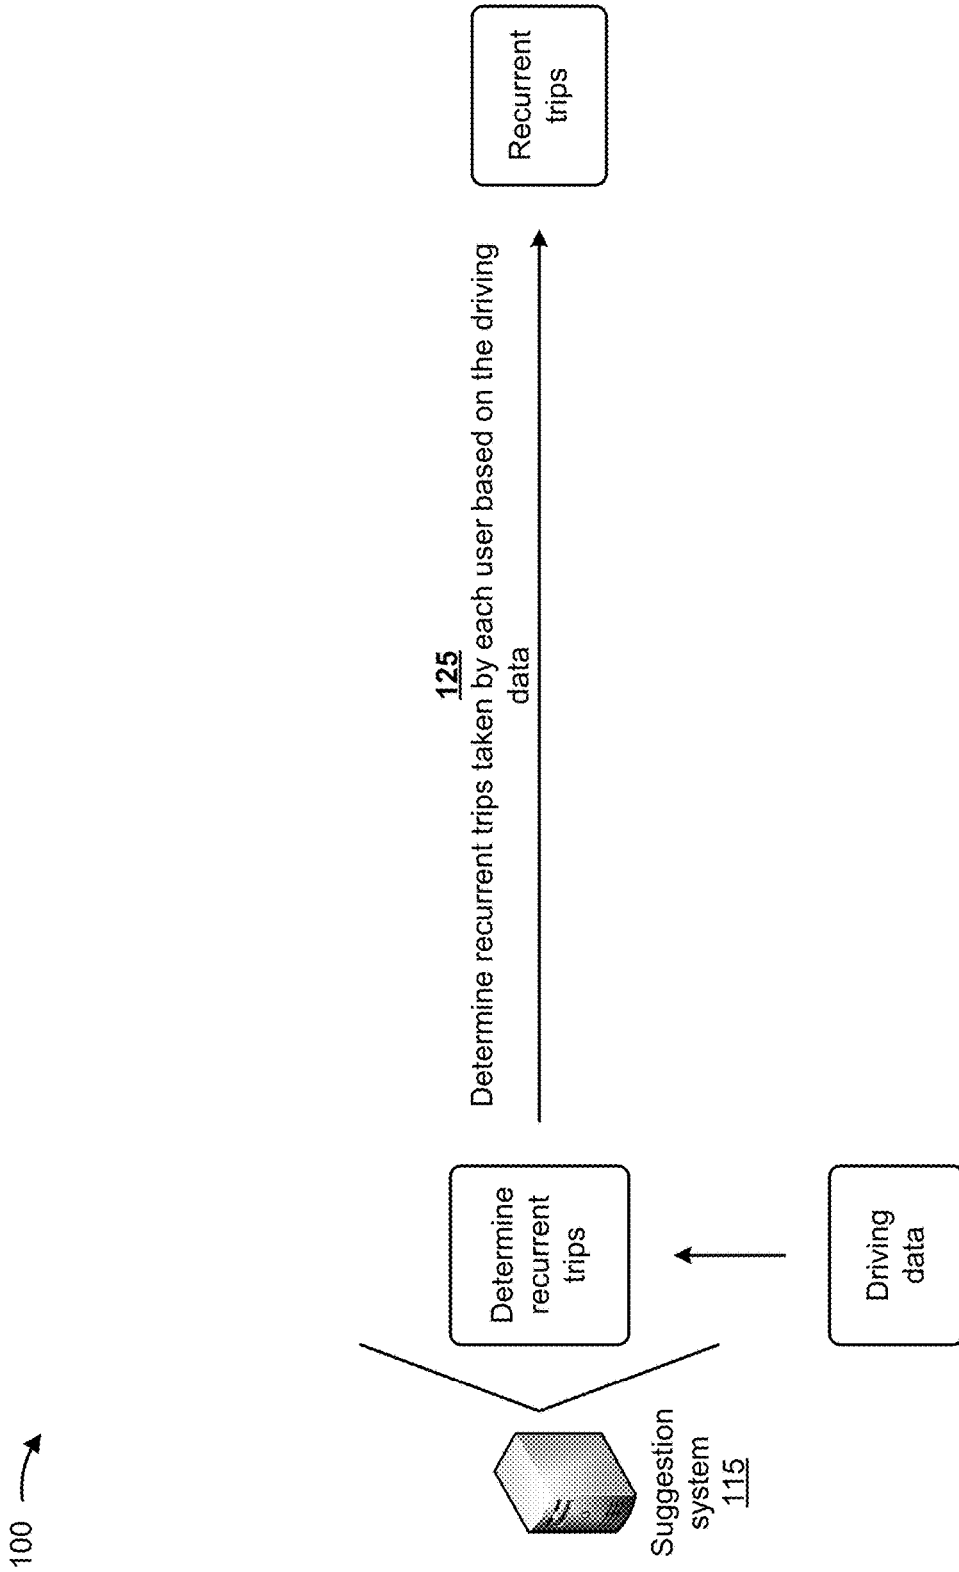 100
125
Determine recurrent trips taken by each user based on the driving
data
Suggestion
system
115
Determine
recurrent
trips
Recurrent
trips
Driving
data